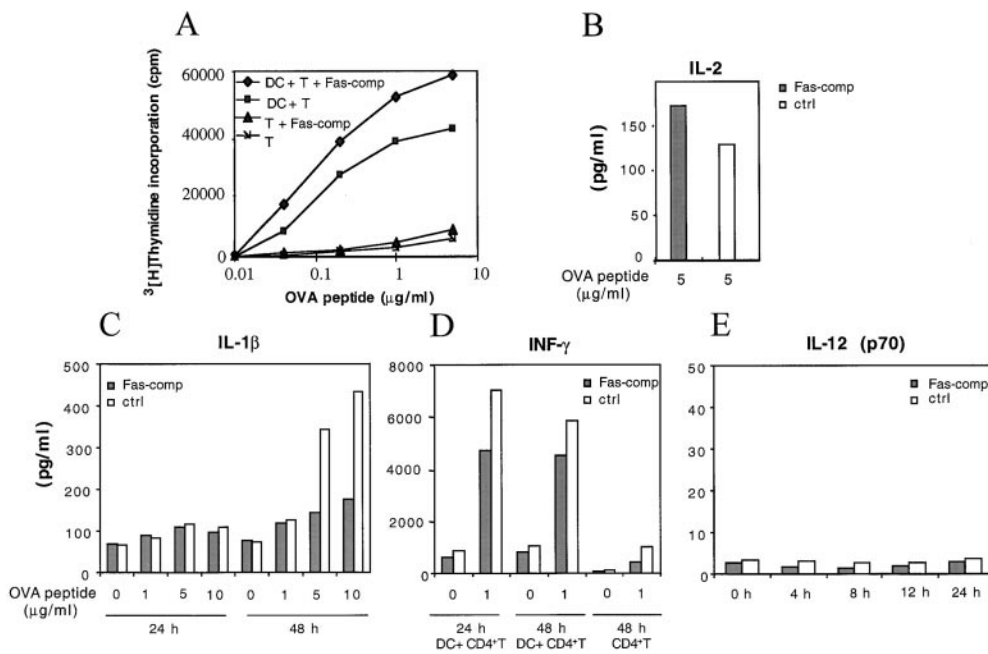 A
³[H]Thymidine incorporation (cpm)
60000
40000
20000
0
DC + T + Fas-comp
DC + T
T + Fas-comp
T
0.01 0.1 1 10
OVA peptide (µg/ml)
B
IL-2
Fas-comp
ctrl
(pg/ml)
150
100
50
0
OVA peptide 5 5
(µg/ml)
C
IL-1β
Fas-comp
ctrl
(pg/ml)
500
400
300
200
100
0
OVA peptide 0 1 5 10 0 1 5 10
(µg/ml)
24 h 48 h
D
INF-γ
Fas-comp
ctrl
8000
6000
4000
2000
0
0 1 0 1 0 1
24 h 48 h 48 h
DC+ CD4⁺T DC+ CD4⁺T CD4⁺T
E
IL-12 (p70)
Fas-comp
ctrl
50
40
30
20
10
0
0 h 4 h 8 h 12 h 24 h